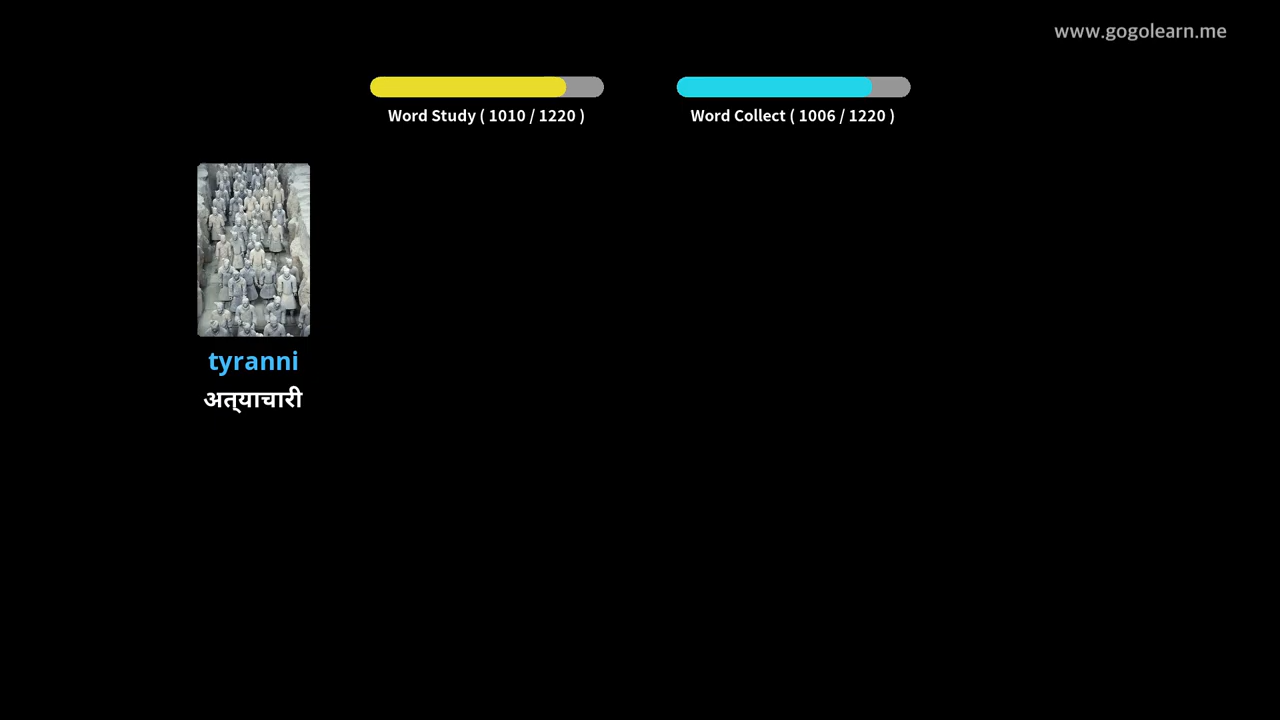 www.gogolearn.me
Word Study ( 1010 / 1220 )
Word Collect ( 1006 / 1220 )
tyranni
अत्याचारी